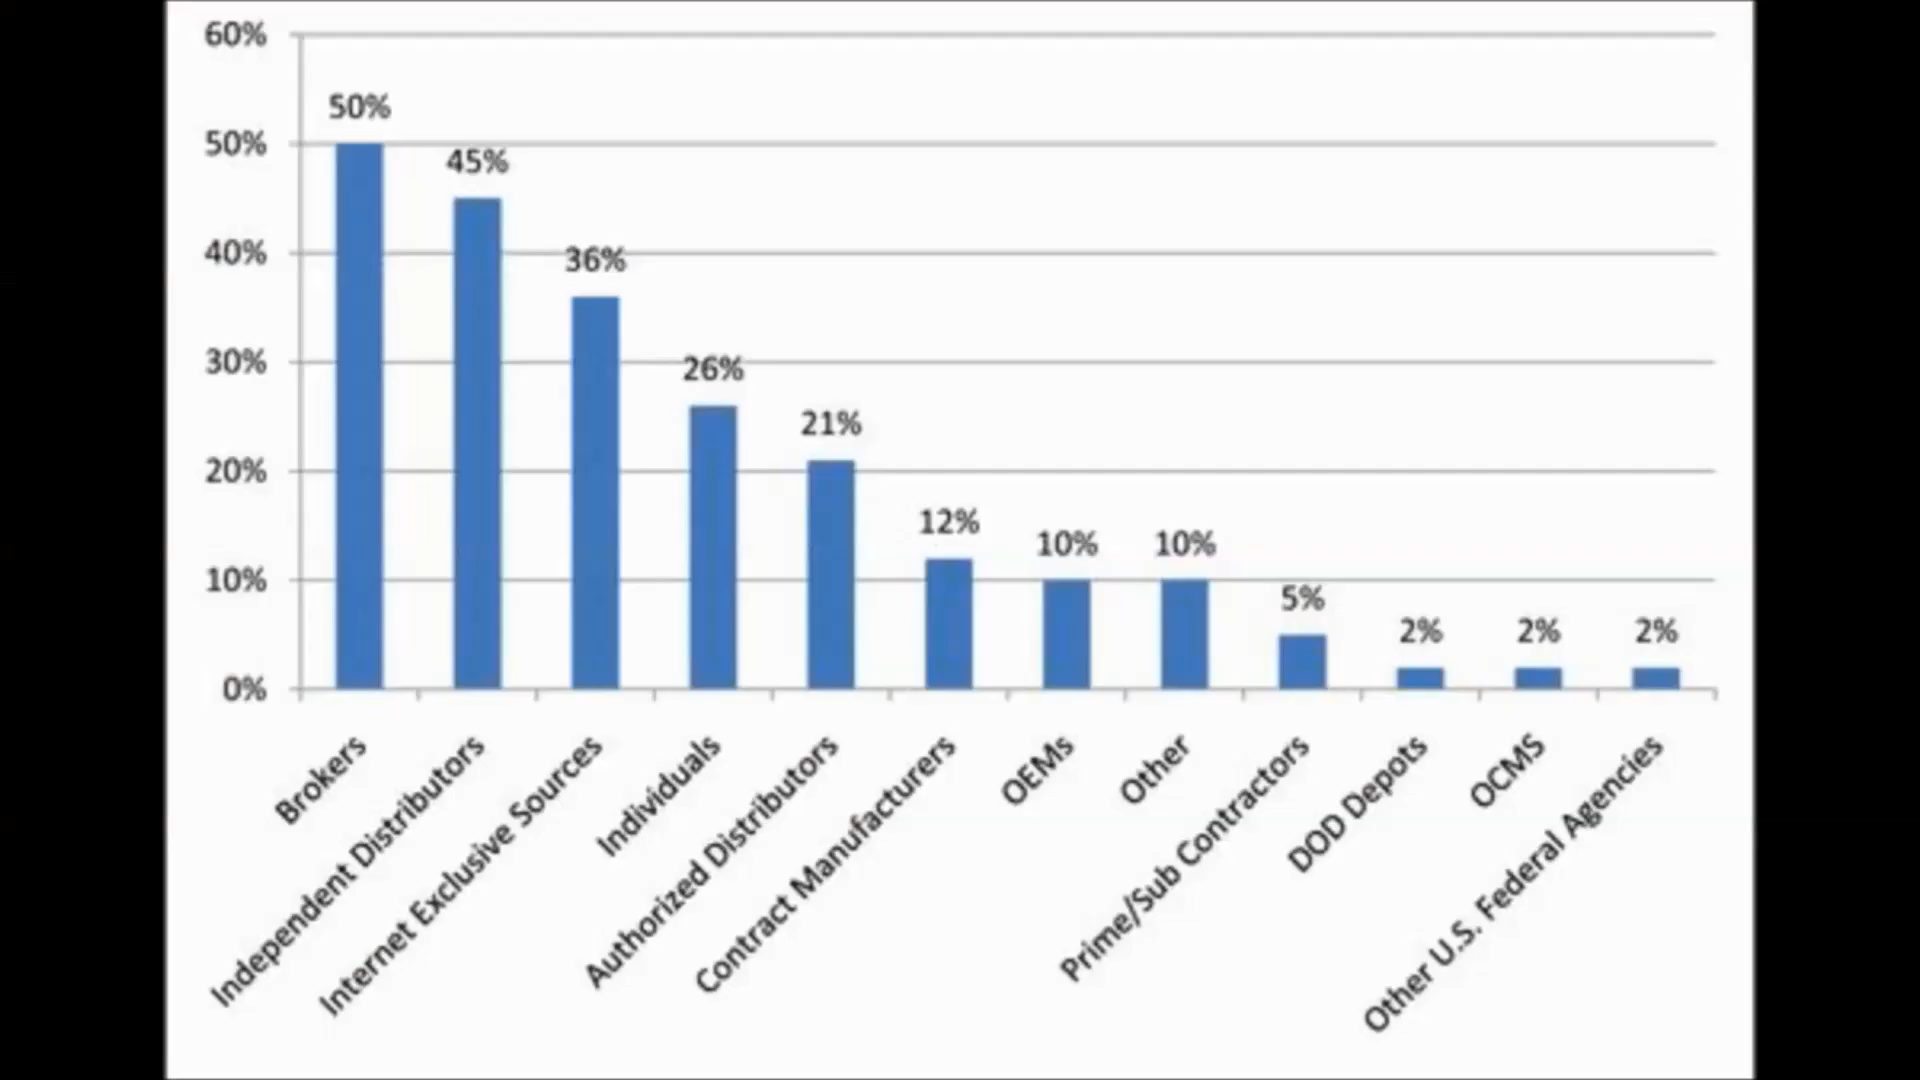 60%
50%
50%
45%
40%
36%
30%
26%
21%
20%
12%
10%
10%
10%
5%
2%
2%
2%
0%
Brokers
Independent Distributors
Internet Exclusive Sources
Individuals
Authorized Distributors
Contract Manufacturers
OEMs
Other
Prime/Sub Contractors
DOD Depots
OCMS
Other U.S. Federal Agencies